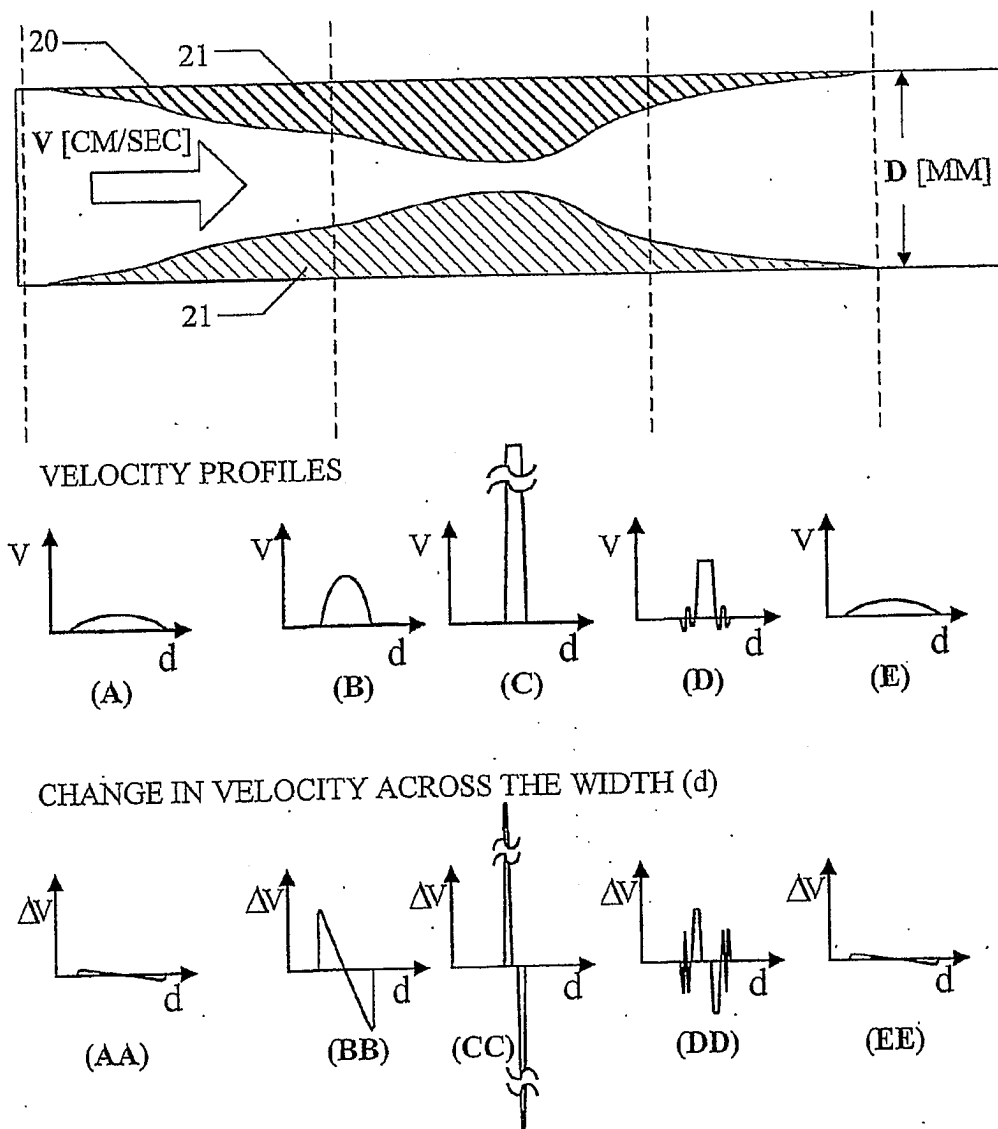 20
21
V [CM/SEC]
D [MM]
21
VELOCITY PROFILES
V
d
(A)
V
d
(B)
V
d
(C)
V
d
(D)
V
d
(E)
CHANGE IN VELOCITY ACROSS THE WIDTH (d)
ΔV
d
(AA)
ΔV
d
(BB)
ΔV
d
(CC)
ΔV
d
(DD)
ΔV
d
(EE)